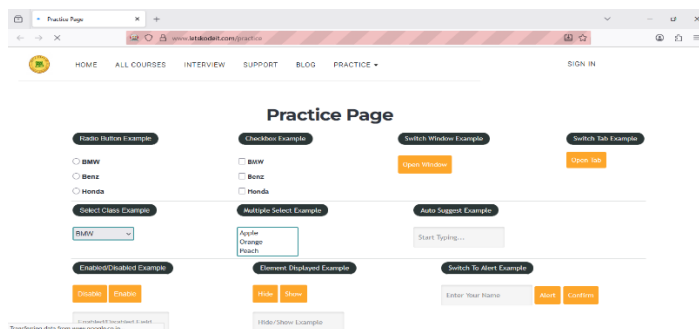 Practice Page
www.letskodeit.com/practice
HOME ALL COURSES INTERVIEW SUPPORT BLOG PRACTICE SIGN IN
Practice Page
Radio Button Example Checkbox Example Switch Window Example Switch Tab Example
BMW BMW Open Window Open Tab
Benz Benz
Honda Honda
Select Class Example Multiple Select Example Auto Suggest Example
BMW Apple Start Typing...
Orange
Peach
Enabled/Disabled Example Element Displayed Example Switch To Alert Example
Disable Enable Hide Show Enter Your Name Alert Confirm
Enabled/Disabled Field Hide/Show Example
Transferring data from www.google.co.in...